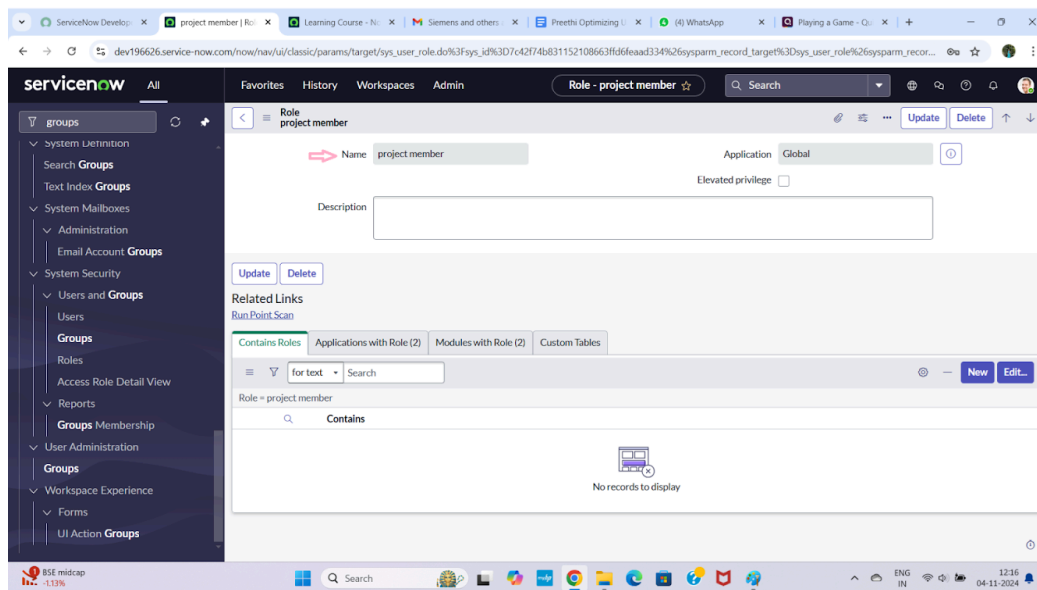 ServiceNow Develop
project member | Rol
Learning Course - N
Siemens and others
Preethi Optimizing U
(4) WhatsApp
Playing a Game - Qu
dev196626.service-now.com/now/nav/ui/classic/params/target/sys_user_role.do%3Fsys_id%3D7c42f74b831152108663ffd6feaad334%26sysparm_record_target%3Dsys_user_role%26sysparm_recor...
servicenow All Favorites History Workspaces Admin Role - project member Search
groups
System Definition
Search Groups
Text Index Groups
System Mailboxes
Administration
Email Account Groups
System Security
Users and Groups
Users
Groups
Roles
Access Role Detail View
Reports
Groups Membership
User Administration
Groups
Workspace Experience
Forms
UI Action Groups
Role
project member
Update Delete
Name project member Application Global
Elevated privilege
Description
Update Delete
Related Links
Run Point Scan
Contains Roles Applications with Role (2) Modules with Role (2) Custom Tables
for text Search New Edit...
Role = project member
Contains
No records to display
BSE midcap
-1.13%
Search
ENG
IN
12:16
04-11-2024